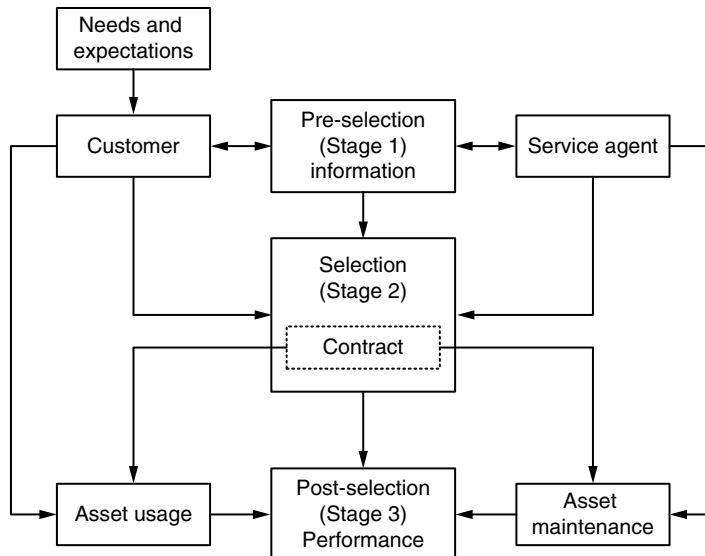 Needs and
expectations
Customer
Pre-selection
(Stage 1)
information
Service agent
Selection
(Stage 2)
Contract
Asset usage
Post-selection
(Stage 3)
Performance
Asset
maintenance